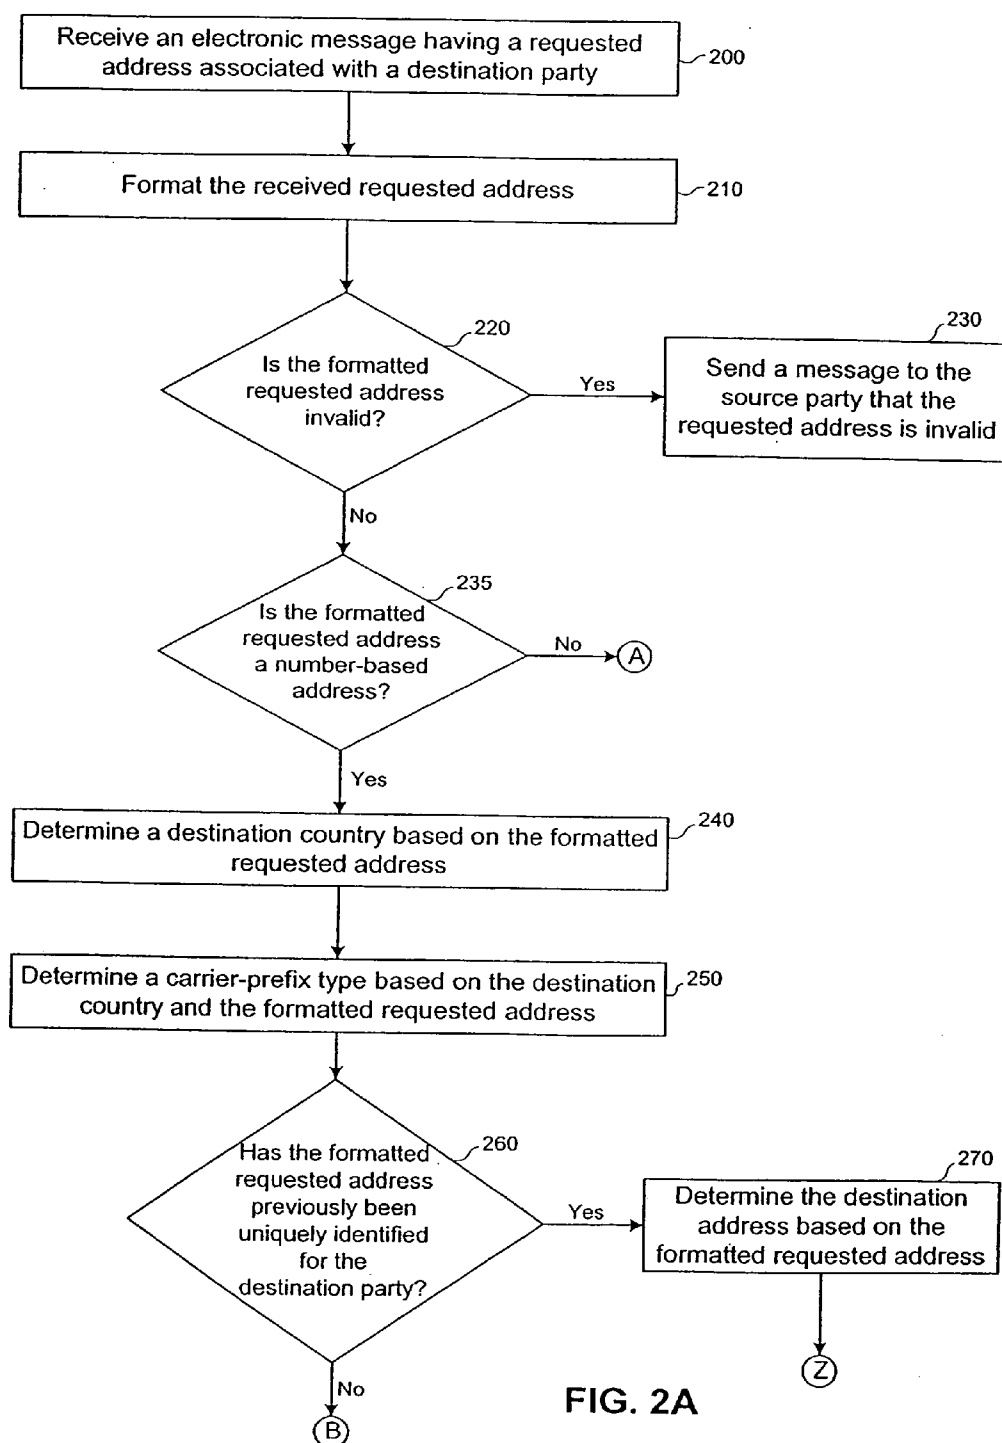 Receive an electronic message having a requested
address associated with a destination party
200
Format the received requested address
210
220
Is the formatted
requested address
invalid?
Yes
230
Send a message to the
source party that the
requested address is invalid
No
235
Is the formatted
requested address
a number-based
address?
No
A
Yes
Determine a destination country based on the formatted
requested address
240
Determine a carrier-prefix type based on the destination
country and the formatted requested address
250
Has the formatted
requested address
previously been
uniquely identified
for the
destination party?
260
Yes
270
Determine the destination
address based on the
formatted requested address
Z
No
B
FIG. 2A